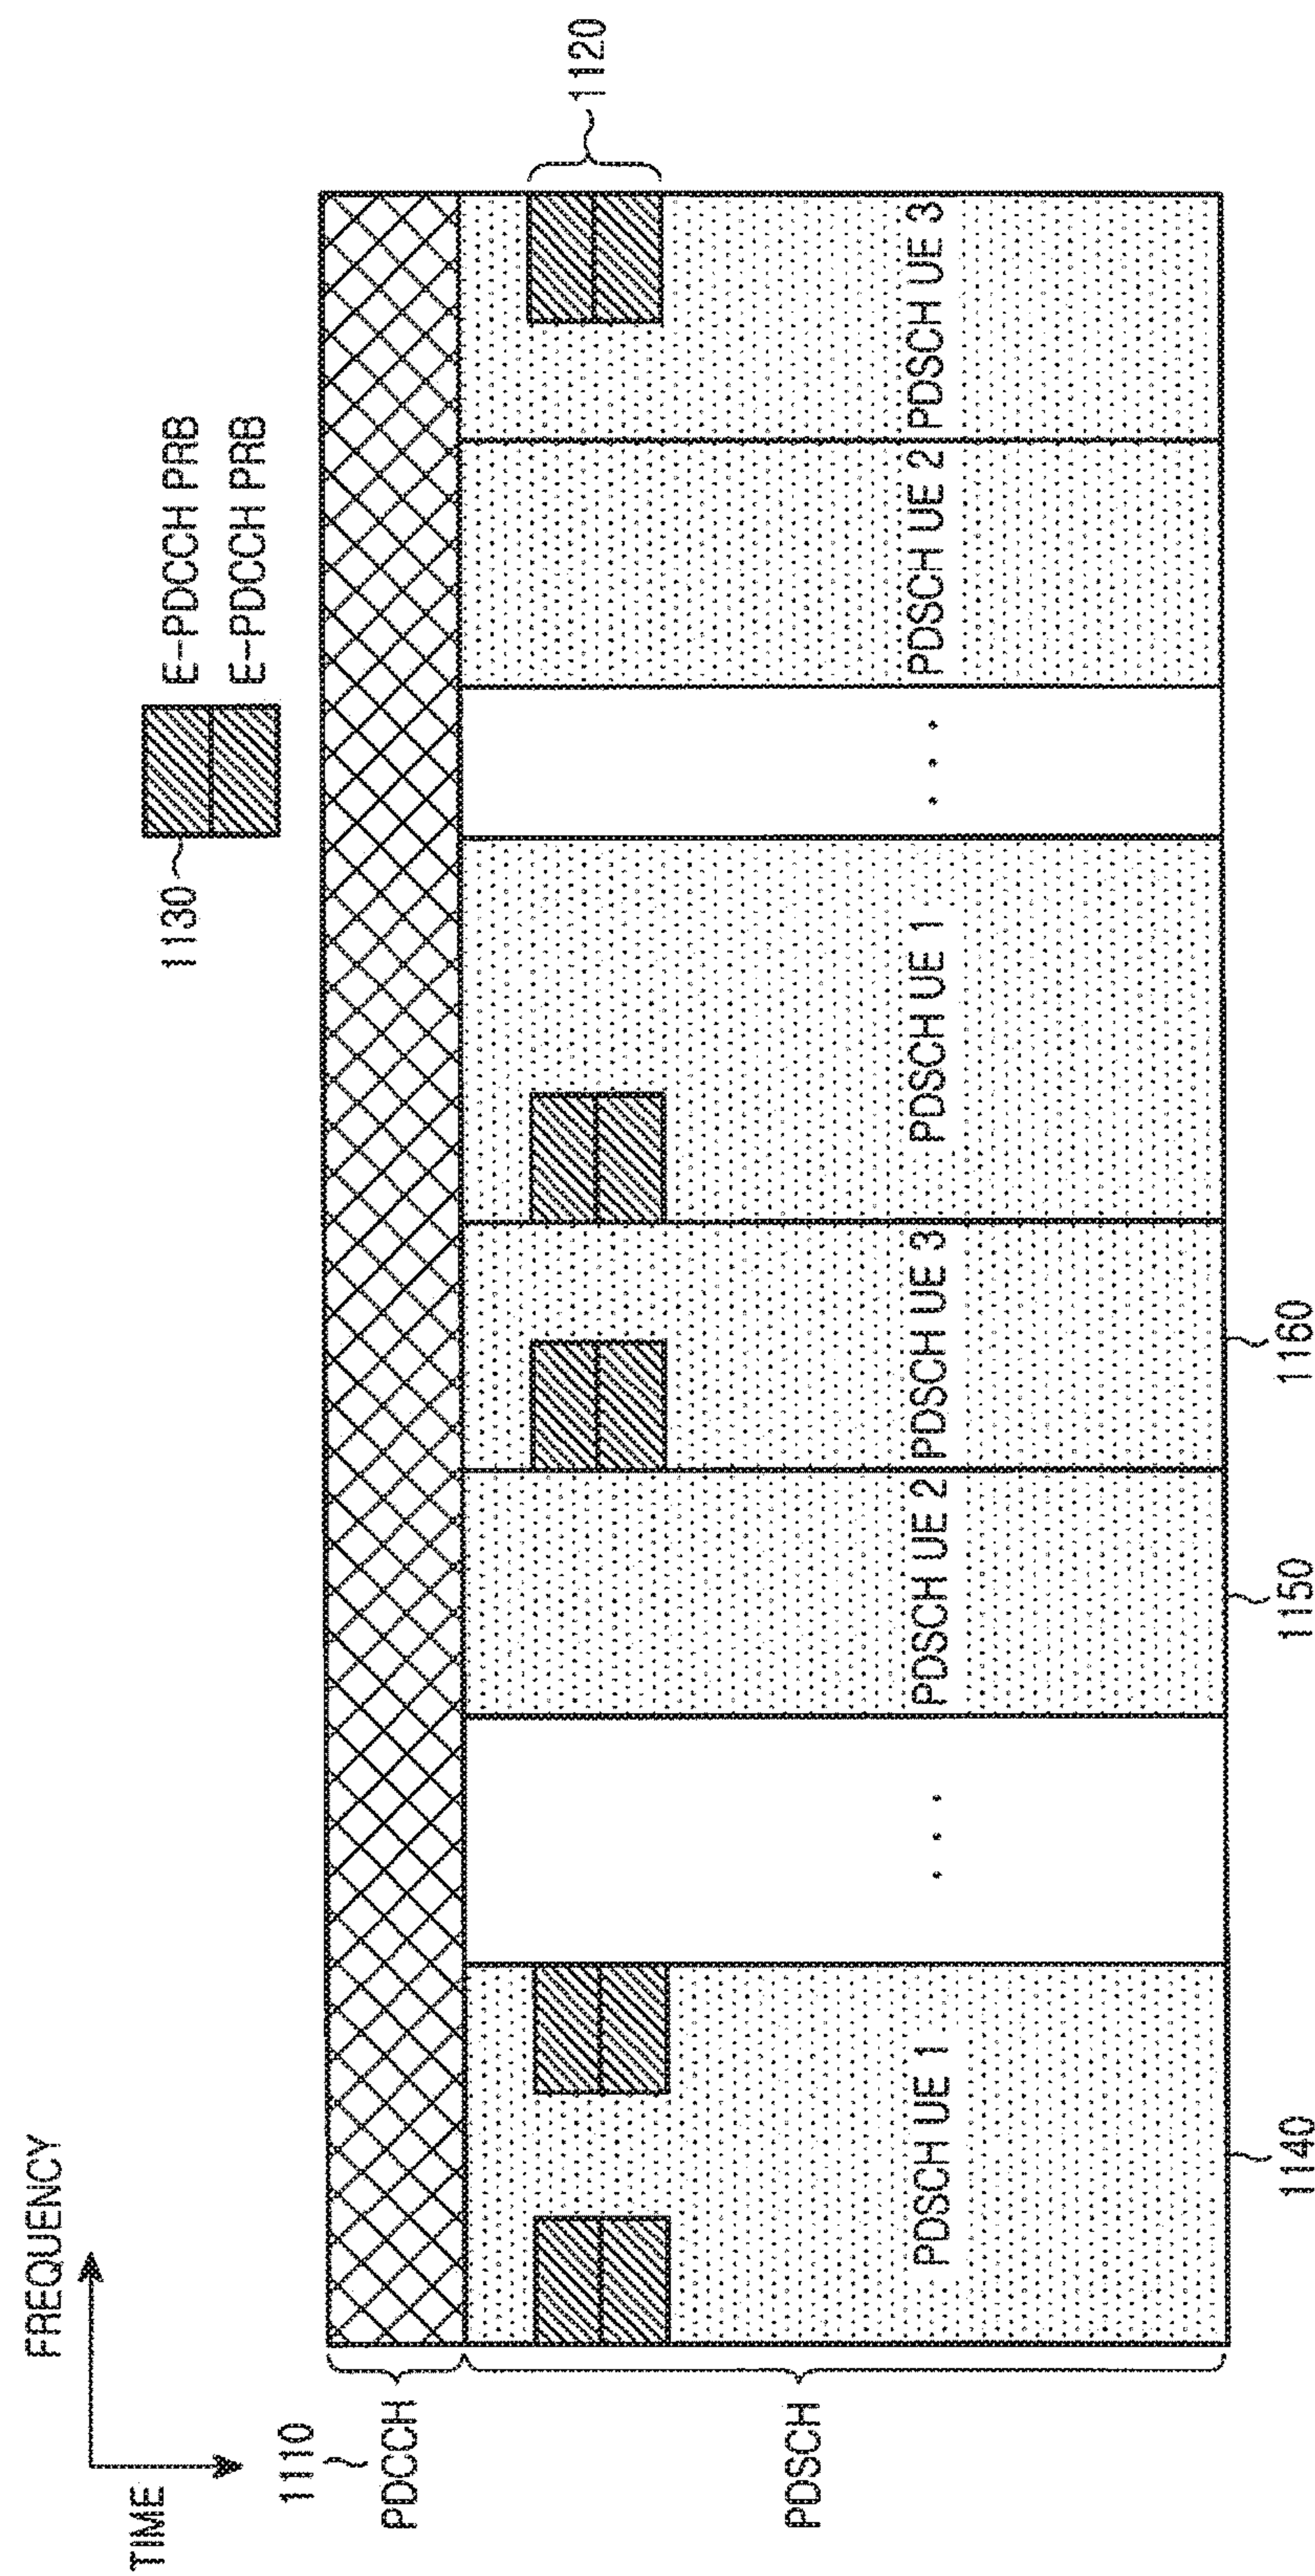 FREQUENCY
TIME
1130
E-PDCCH PRB
E-PDCCH PRB
1110
PDCCH
1120
PDSCH
PDSCH UE 1
. . .
PDSCH UE 2
PDSCH UE 3
PDSCH UE 1
. . .
PDSCH UE 2
PDSCH UE 3
1140
1150
1160